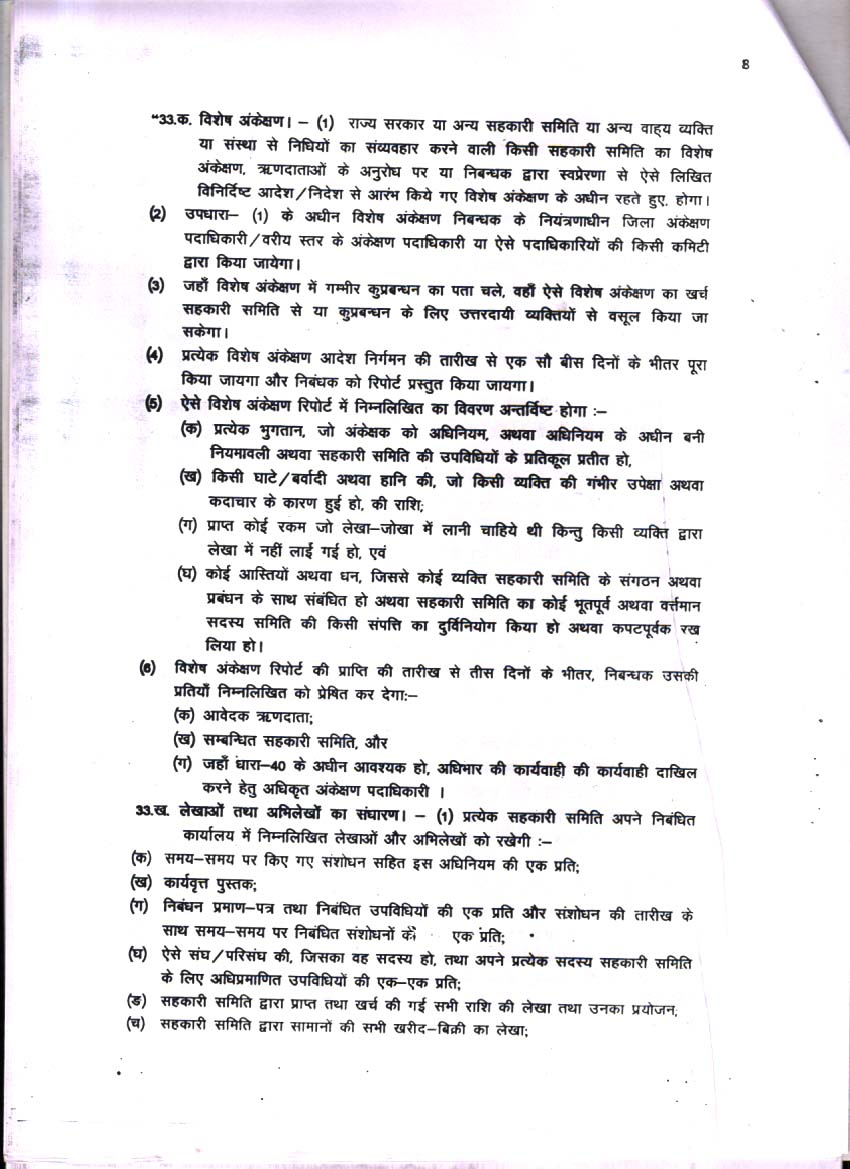 8
"33.क. विशेष अंकेक्षण। – (1) राज्य सरकार या अन्य सहकारी समिति या अन्य वाह्य व्यक्ति
या संस्था से निधियों का संव्यवहार करने वाली किसी सहकारी समिति का विशेष
अंकेक्षण, ऋणदाताओं के अनुरोध पर या निबन्धक द्वारा स्वप्रेरणा से ऐसे लिखित
विनिर्दिष्ट आदेश/निदेश से आरंभ किये गए विशेष अंकेक्षण के अधीन रहते हुए, होगा।
(2) उपधारा– (1) के अधीन विशेष अंकेक्षण निबन्धक के नियंत्रणाधीन जिला अंकेक्षण
पदाधिकारी/वरीय स्तर के अंकेक्षण पदाधिकारी या ऐसे पदाधिकारियों की किसी कमिटी
द्वारा किया जायेगा।
(3) जहाँ विशेष अंकेक्षण में गम्भीर कुप्रबन्धन का पता चले, वहाँ ऐसे विशेष अंकेक्षण का खर्च
सहकारी समिति से या कुप्रबन्धन के लिए उत्तरदायी व्यक्तियों से वसूल किया जा
सकेगा।
(4) प्रत्येक विशेष अंकेक्षण आदेश निर्गमन की तारीख से एक सौ बीस दिनों के भीतर पूरा
किया जायगा और निबंधक को रिपोर्ट प्रस्तुत किया जायगा।
(5) ऐसे विशेष अंकेक्षण रिपोर्ट में निम्नलिखित का विवरण अन्तर्विष्ट होगा :–
(क) प्रत्येक भुगतान, जो अंकेक्षक को अधिनियम, अथवा अधिनियम के अधीन बनी
नियमावली अथवा सहकारी समिति की उपविधियों के प्रतिकूल प्रतीत हो,
(ख) किसी घाटे/बर्वादी अथवा हानि की, जो किसी व्यक्ति की गंभीर उपेक्षा अथवा
कदाचार के कारण हुई हो, की राशि;
(ग) प्राप्त कोई रकम जो लेखा–जोखा में लानी चाहिये थी किन्तु किसी व्यक्ति द्वारा
लेखा में नहीं लाई गई हो, एवं
(घ) कोई आस्तियों अथवा धन, जिससे कोई व्यक्ति सहकारी समिति के संगठन अथवा
प्रबंधन के साथ संबंधित हो अथवा सहकारी समिति का कोई भूतपूर्व अथवा वर्त्तमान
सदस्य समिति की किसी संपत्ति का दुर्विनियोग किया हो अथवा कपटपूर्वक रख
लिया हो।
(6) विशेष अंकेक्षण रिपोर्ट की प्राप्ति की तारीख से तीस दिनों के भीतर, निबन्धक उसकी
प्रतियाँ निम्नलिखित को प्रेषित कर देगा:–
(क) आवेदक ऋणदाता;
(ख) सम्बन्धित सहकारी समिति, और
(ग) जहाँ धारा–40 के अधीन आवश्यक हो, अधिभार की कार्यवाही की कार्यवाही दाखिल
करने हेतु अधिकृत अंकेक्षण पदाधिकारी ।
33.ख. लेखाओं तथा अभिलेखों का संधारण। – (1) प्रत्येक सहकारी समिति अपने निबंधित
कार्यालय में निम्नलिखित लेखाओं और अभिलेखों को रखेगी :–
(क) समय–समय पर किए गए संशोधन सहित इस अधिनियम की एक प्रति;
(ख) कार्यवृत्त पुस्तक;
(ग) निबंधन प्रमाण–पत्र तथा निबंधित उपविधियों की एक प्रति और संशोधन की तारीख के
साथ समय–समय पर निबंधित संशोधनों की एक प्रति;
(घ) ऐसे संघ/परिसंघ की, जिसका वह सदस्य हो, तथा अपने प्रत्येक सदस्य सहकारी समिति
के लिए अधिप्रमाणित उपविधियों की एक–एक प्रति;
(ङ) सहकारी समिति द्वारा प्राप्त तथा खर्च की गई सभी राशि की लेखा तथा उनका प्रयोजन;
(च) सहकारी समिति द्वारा सामानों की सभी खरीद–बिक्री का लेखा;